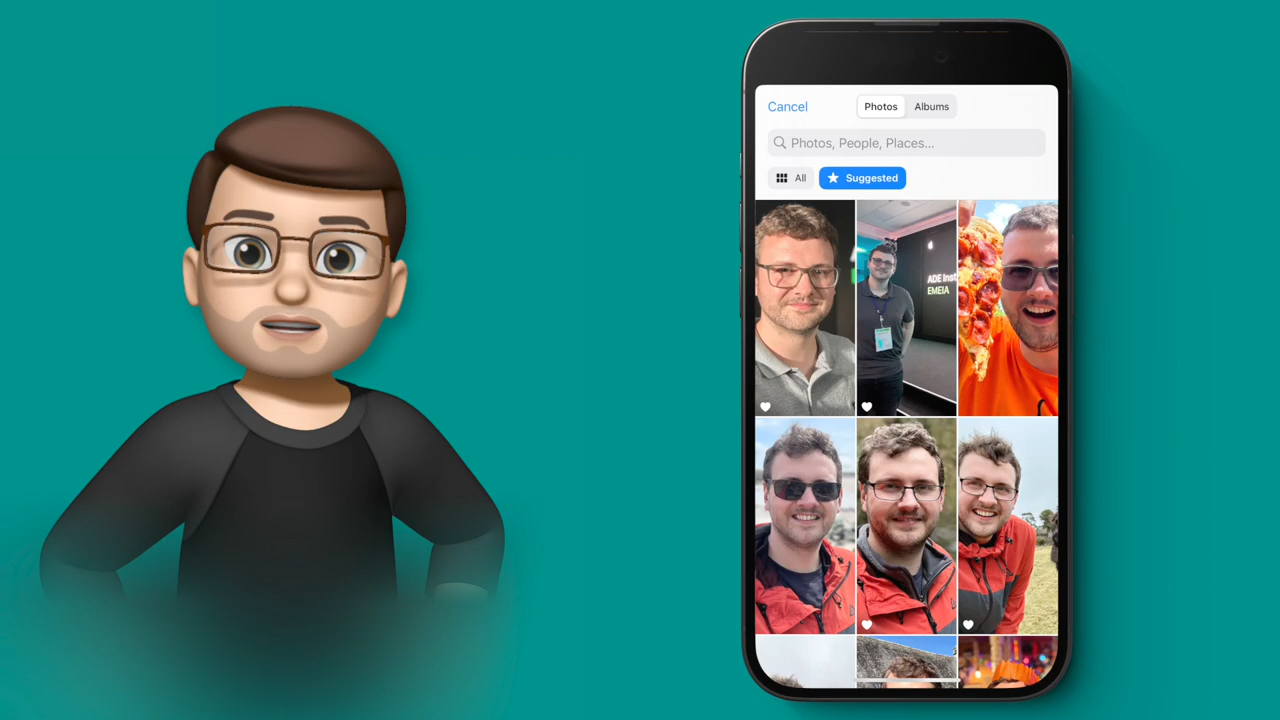 Cancel
Photos
Albums
Photos, People, Places...
All
Suggested
ADE Inst
EMEIA